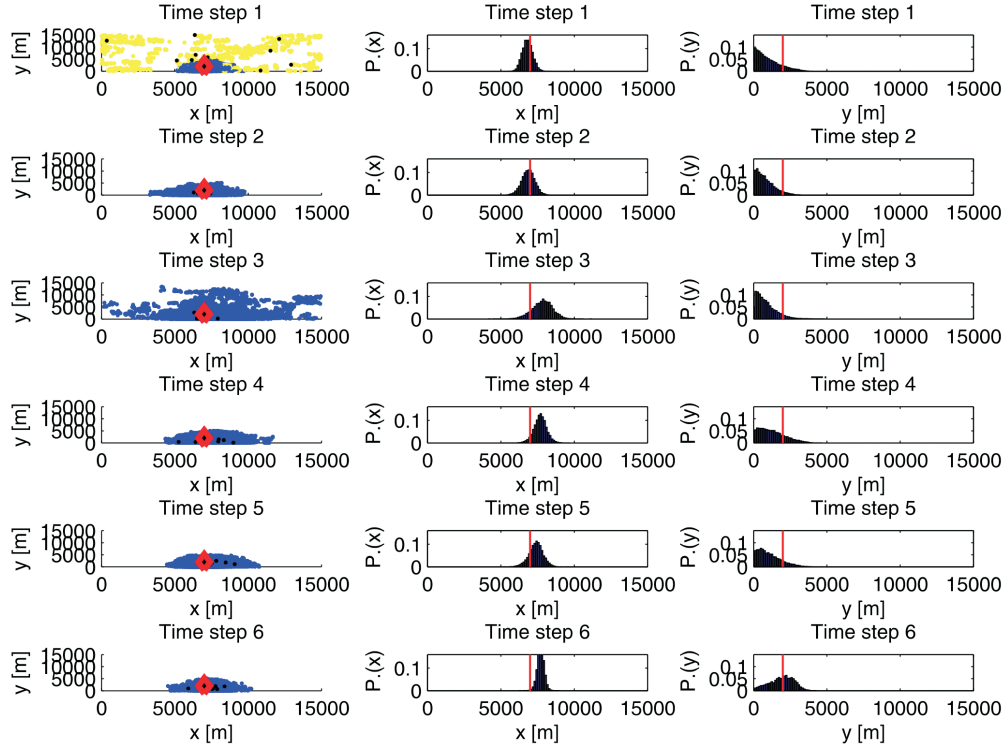 Time step 1
Time step 1
Time step 1
y [m]
15000
10000
5000
0
0 5000 10000 15000
x [m]
P.(x)
0.1
0
0 5000 10000 15000
x [m]
P.(y)
0.1
0.05
0
0 5000 10000 15000
y [m]
Time step 2
Time step 2
Time step 2
y [m]
15000
10000
5000
0
0 5000 10000 15000
x [m]
P.(x)
0.1
0
0 5000 10000 15000
x [m]
P.(y)
0.1
0.05
0
0 5000 10000 15000
y [m]
Time step 3
Time step 3
Time step 3
y [m]
15000
10000
5000
0
0 5000 10000 15000
x [m]
P.(x)
0.1
0
0 5000 10000 15000
x [m]
P.(y)
0.1
0.05
0
0 5000 10000 15000
y [m]
Time step 4
Time step 4
Time step 4
y [m]
15000
10000
5000
0
0 5000 10000 15000
x [m]
P.(x)
0.1
0
0 5000 10000 15000
x [m]
P.(y)
0.1
0.05
0
0 5000 10000 15000
y [m]
Time step 5
Time step 5
Time step 5
y [m]
15000
10000
5000
0
0 5000 10000 15000
x [m]
P.(x)
0.1
0
0 5000 10000 15000
x [m]
P.(y)
0.1
0.05
0
0 5000 10000 15000
y [m]
Time step 6
Time step 6
Time step 6
y [m]
15000
10000
5000
0
0 5000 10000 15000
x [m]
P.(x)
0.1
0
0 5000 10000 15000
x [m]
P.(y)
0.1
0.05
0
0 5000 10000 15000
y [m]